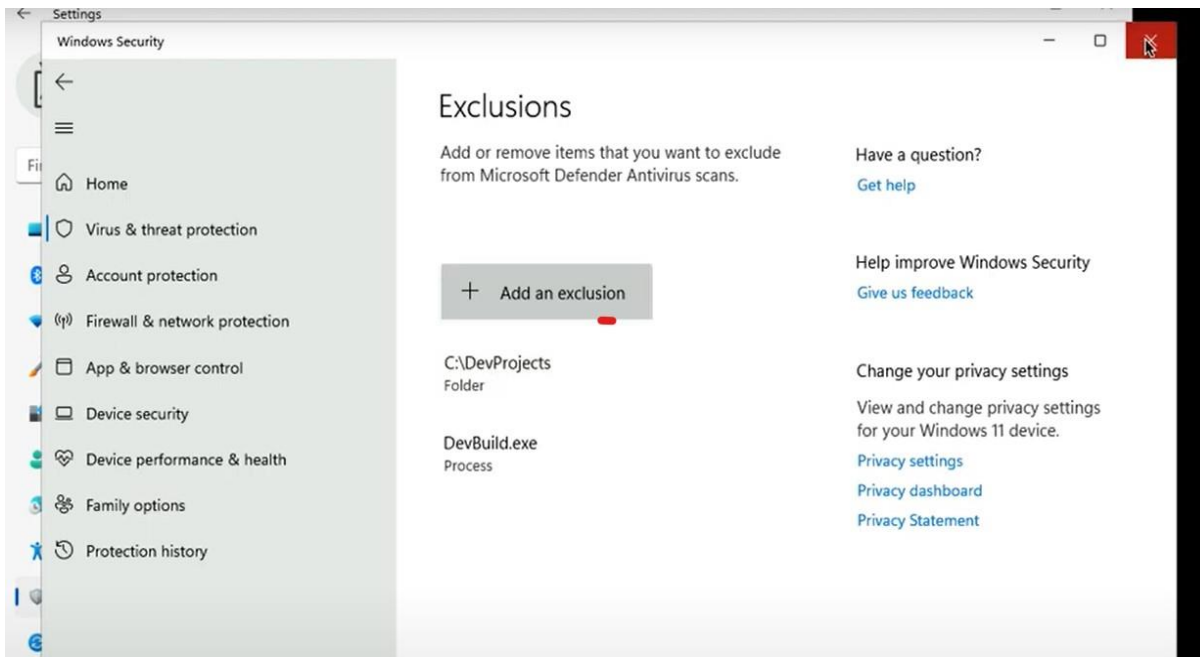 Settings
Windows Security
Home
Virus & threat protection
Account protection
Firewall & network protection
App & browser control
Device security
Device performance & health
Family options
Protection history
Exclusions
Add or remove items that you want to exclude
from Microsoft Defender Antivirus scans.
Add an exclusion
C:\DevProjects
Folder
DevBuild.exe
Process
Have a question?
Get help
Help improve Windows Security
Give us feedback
Change your privacy settings
View and change privacy settings
for your Windows 11 device.
Privacy settings
Privacy dashboard
Privacy Statement